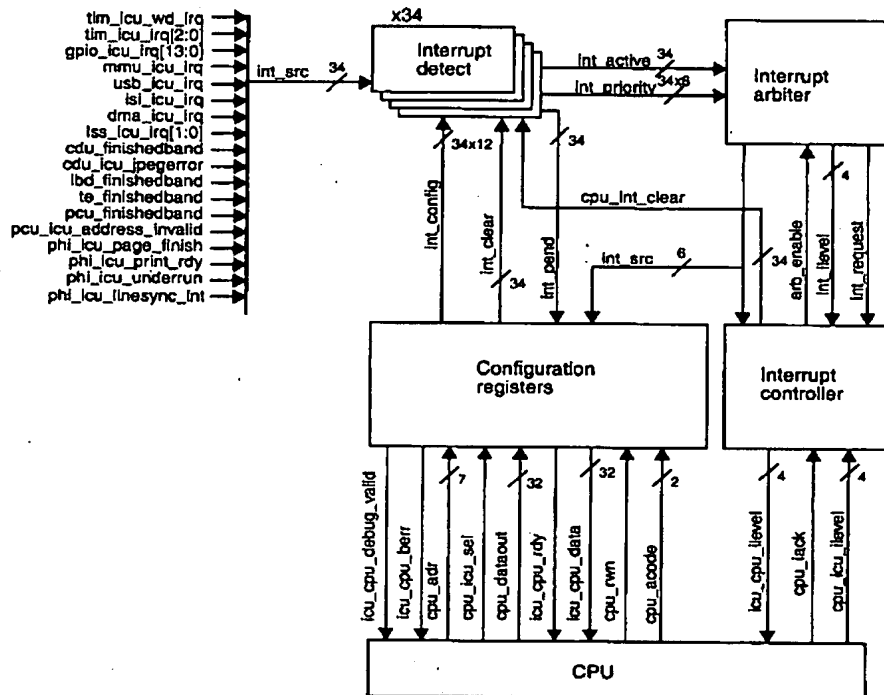 tim_icu_wd_irq
tim_icu_irq[2:0]
gpio_icu_irq[13:0]
mmu_icu_irq
usb_icu_irq
isi_icu_irq
dma_icu_irq
lss_icu_irq[1:0]
cdu_finishedband
cdu_icu_jpegerror
lbd_finishedband
te_finishedband
pcu_finishedband
pcu_icu_address_invalid
phi_icu_page_finish
phi_icu_print_rdy
phi_icu_underrun
phi_icu_linesync_int
int_src
34
x34
Interrupt
detect
int_active
34
int_priority
34x6
Interrupt
arbiter
34x12
int_config
int_clear
34
34
int_pend
cpu_int_clear
int_src
6
34
arb_enable
4
int_ilevel
int_request
Configuration
registers
Interrupt
controller
icu_cpu_debug_valid
icu_cpu_berr
cpu_adr
7
cpu_icu_sel
cpu_dataout
32
icu_cpu_rdy
icu_cpu_data
32
cpu_rwn
cpu_acode
2
icu_cpu_ilevel
4
cpu_iack
cpu_icu_ilevel
4
CPU